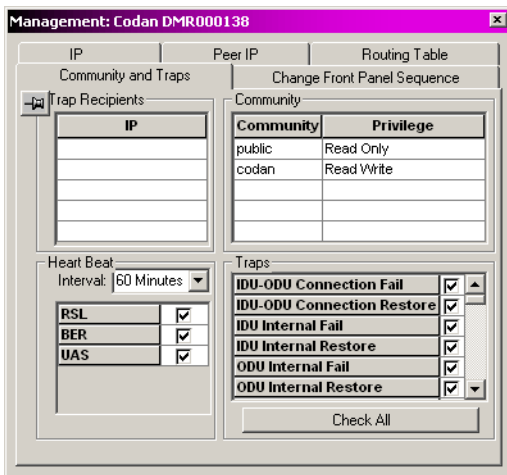 Management: Codan DMR000138
IP
Peer IP
Routing Table
Community and Traps
Change Front Panel Sequence
Trap Recipients
IP
Community
Community Privilege
public Read Only
codan Read Write
Heart Beat
Interval: 60 Minutes
RSL
BER
UAS
Traps
IDU-ODU Connection Fail
IDU-ODU Connection Restore
IDU Internal Fail
IDU Internal Restore
ODU Internal Fail
ODU Internal Restore
Check All